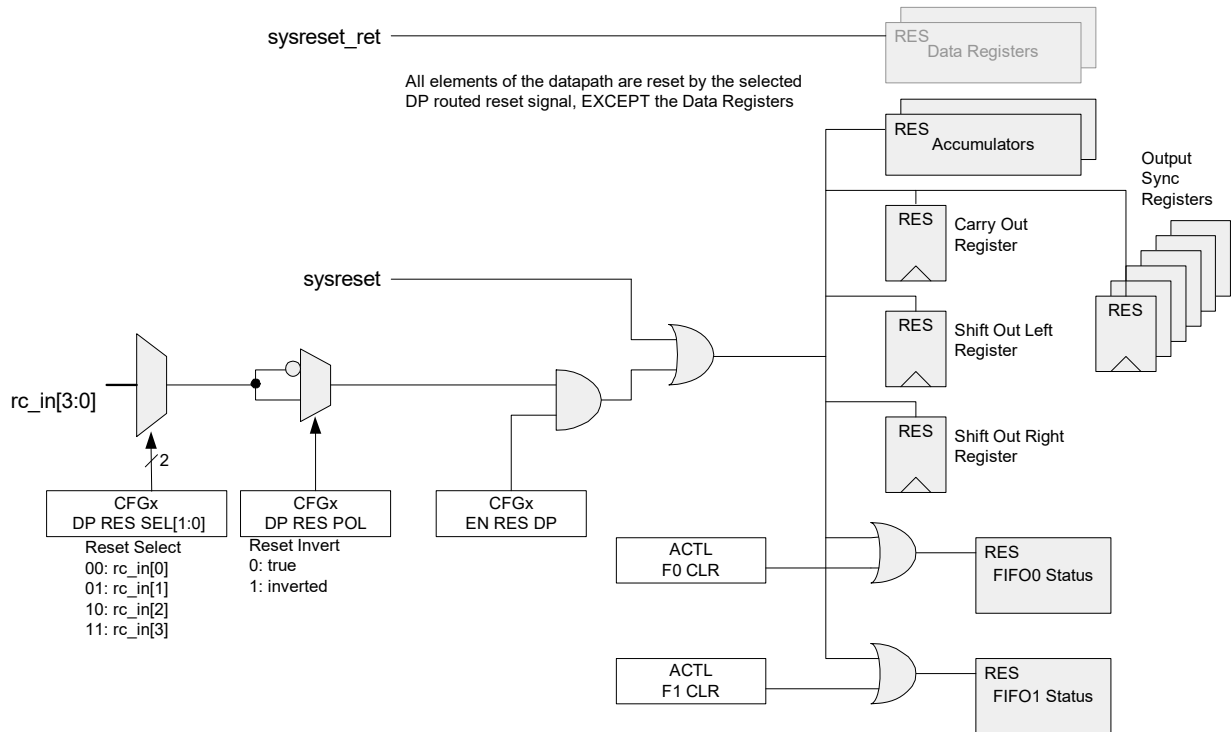 sysreset_ret
RES
Data Registers
All elements of the datapath are reset by the selected
DP routed reset signal, EXCEPT the Data Registers
RES
Accumulators
Output
Sync
Registers
RES
Carry Out
Register
sysreset
RES
Shift Out Left
Register
RES
rc_in[3:0]
2
RES
Shift Out Right
Register
CFGx
DP RES SEL[1:0]
CFGx
DP RES POL
CFGx
EN RES DP
Reset Select
00: rc_in[0]
01: rc_in[1]
10: rc_in[2]
11: rc_in[3]
Reset Invert
0: true
1: inverted
ACTL
F0 CLR
RES
FIFO0 Status
ACTL
F1 CLR
RES
FIFO1 Status